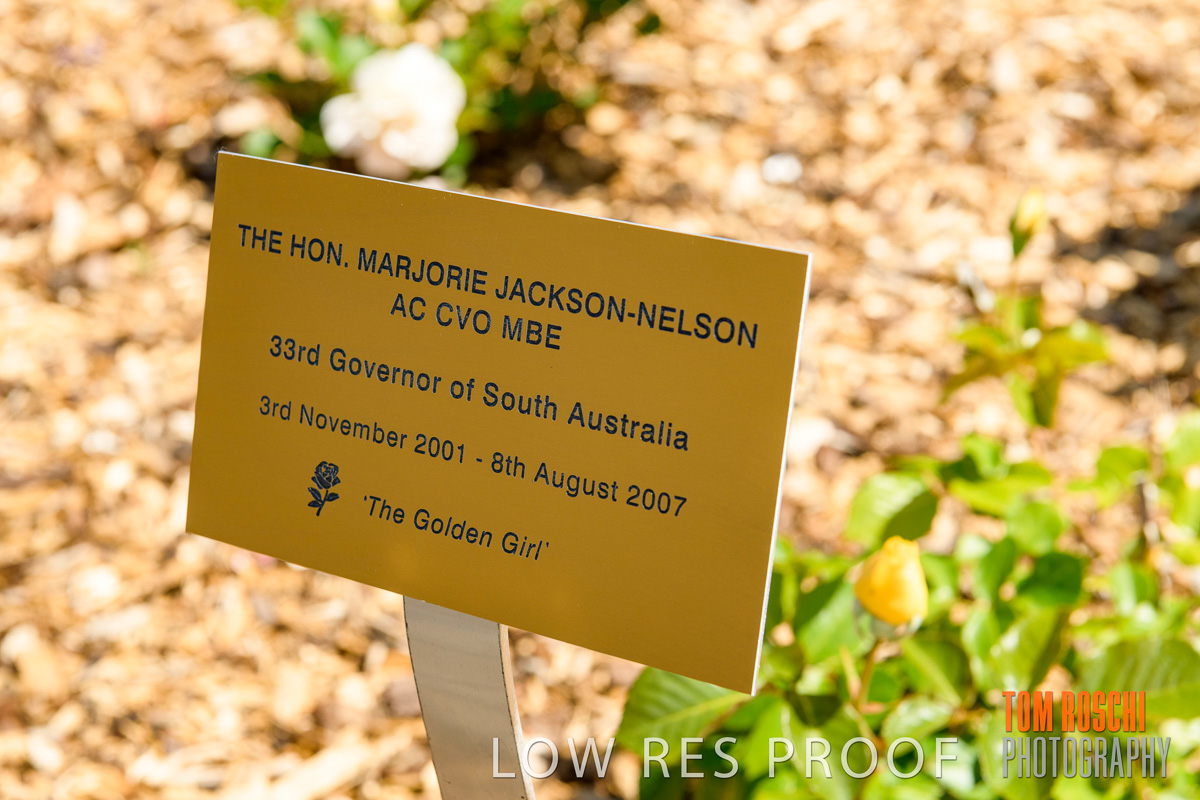 THE HON. MARJORIE JACKSON-NELSON
AC CVO MBE
33rd Governor of South Australia
3rd November 2001 - 8th August 2007
'The Golden Girl'
TOM ROSCHI
PHOTOGRAPHY
LOW RES PROOF